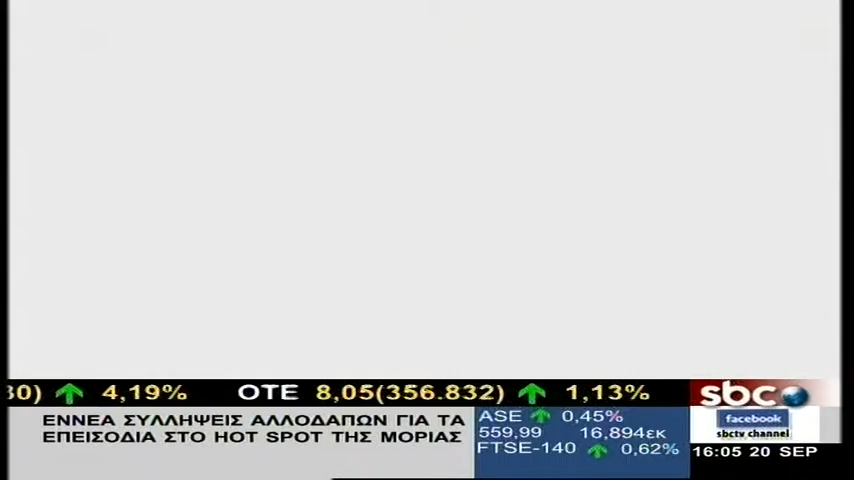 30) 4,19% ΟΤΕ 8,05(356.832) 1,13%
sbc
ΕΝΝΕΑ ΣΥΛΛΗΨΕΙΣ ΑΛΛΟΔΑΠΩΝ ΓΙΑ ΤΑ
ΕΠΕΙΣΟΔΙΑ ΣΤΟ HOT SPOT ΤΗΣ ΜΟΡΙΑΣ
ASE 0,45%
559,99 16,894εκ
FTSE-140 0,62%
facebook
sbctv channel
16:05 20 SEP